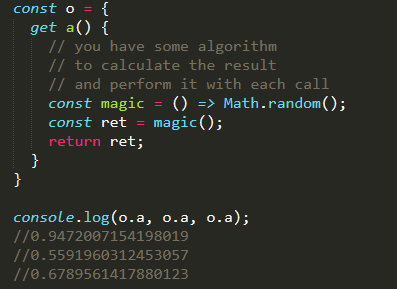 const o = {
  get a() {
    // you have some algorithm
    // to calculate the result
    // and perform it with each call
    const magic = () => Math.random();
    const ret = magic();
    return ret;
  }
}

console.log(o.a, o.a, o.a);
//0.9472007154198019
//0.5591960312453057
//0.6789561417880123